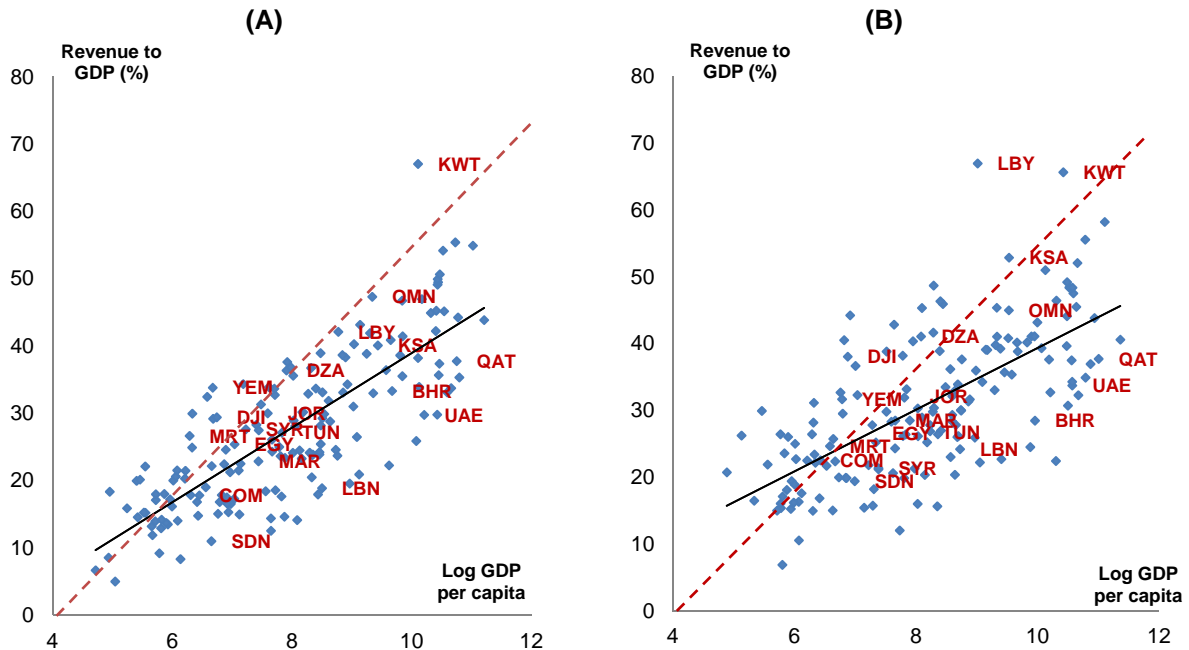 (A)
Revenue to
GDP (%)
80
70
60
50
40
30
20
10
0
4
6
8
10
12
KWT
OMN
LBY
KSA
QAT
DZA
YEM
BHR
UAE
DJI
JOR
SYR
TUN
MRT
EGY
MAR
LBN
COM
SDN
Log GDP
per capita
(B)
Revenue to
GDP (%)
80
70
60
50
40
30
20
10
0
4
6
8
10
12
LBY
KWT
KSA
OMN
DZA
DJI
QAT
UAE
YEM
JOR
BHR
MAR
EGY
TUN
MRT
LBN
COM
SYR
SDN
Log GDP
per capita